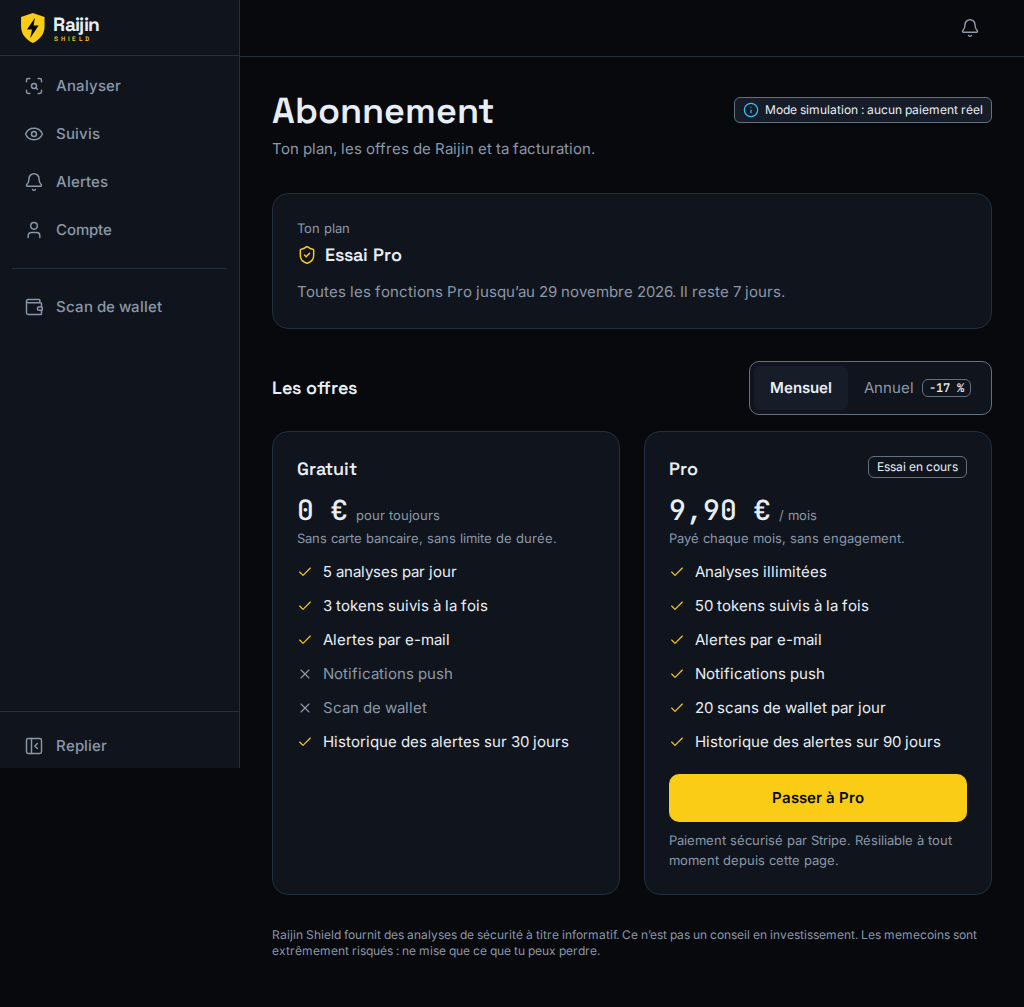 Raijin
SHIELD
Analyser
Suivis
Alertes
Compte
Scan de wallet
Replier
Abonnement
Mode simulation : aucun paiement réel
Ton plan, les offres de Raijin et ta facturation.
Ton plan
Essai Pro
Toutes les fonctions Pro jusqu’au 29 novembre 2026. Il reste 7 jours.
Les offres
Mensuel
Annuel -17 %
Gratuit
0 € pour toujours
Sans carte bancaire, sans limite de durée.
5 analyses par jour
3 tokens suivis à la fois
Alertes par e-mail
Notifications push
Scan de wallet
Historique des alertes sur 30 jours
Pro
Essai en cours
9,90 € / mois
Payé chaque mois, sans engagement.
Analyses illimitées
50 tokens suivis à la fois
Alertes par e-mail
Notifications push
20 scans de wallet par jour
Historique des alertes sur 90 jours
Passer à Pro
Paiement sécurisé par Stripe. Résiliable à tout
moment depuis cette page.
Raijin Shield fournit des analyses de sécurité à titre informatif. Ce n’est pas un conseil en investissement. Les memecoins sont
extrêmement risqués : ne mise que ce que tu peux perdre.